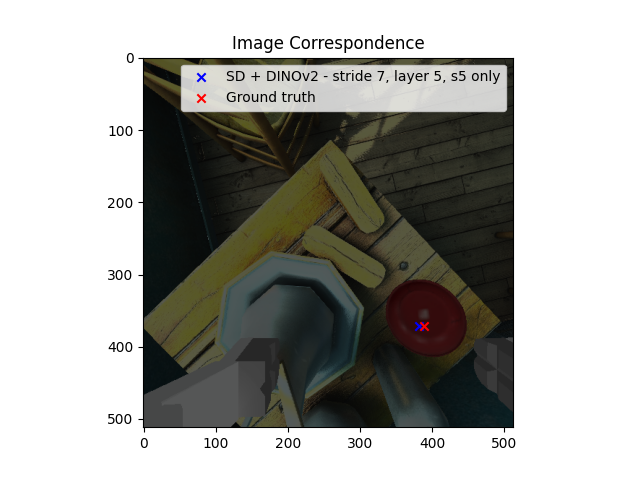 Image Correspondence
SD + DINOv2 - stride 7, layer 5, s5 only
Ground truth
0
100
200
300
400
500
0 100 200 300 400 500